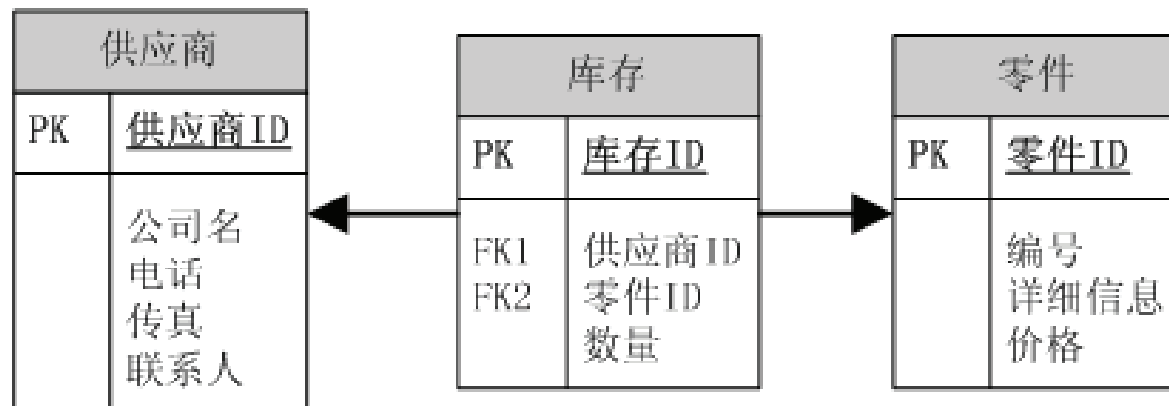 供应商
PK 供应商ID
公司名
电话
传真
联系人
库存
PK 库存ID
FK1 供应商ID
FK2 零件ID
数量
零件
PK 零件ID
编号
详细信息
价格